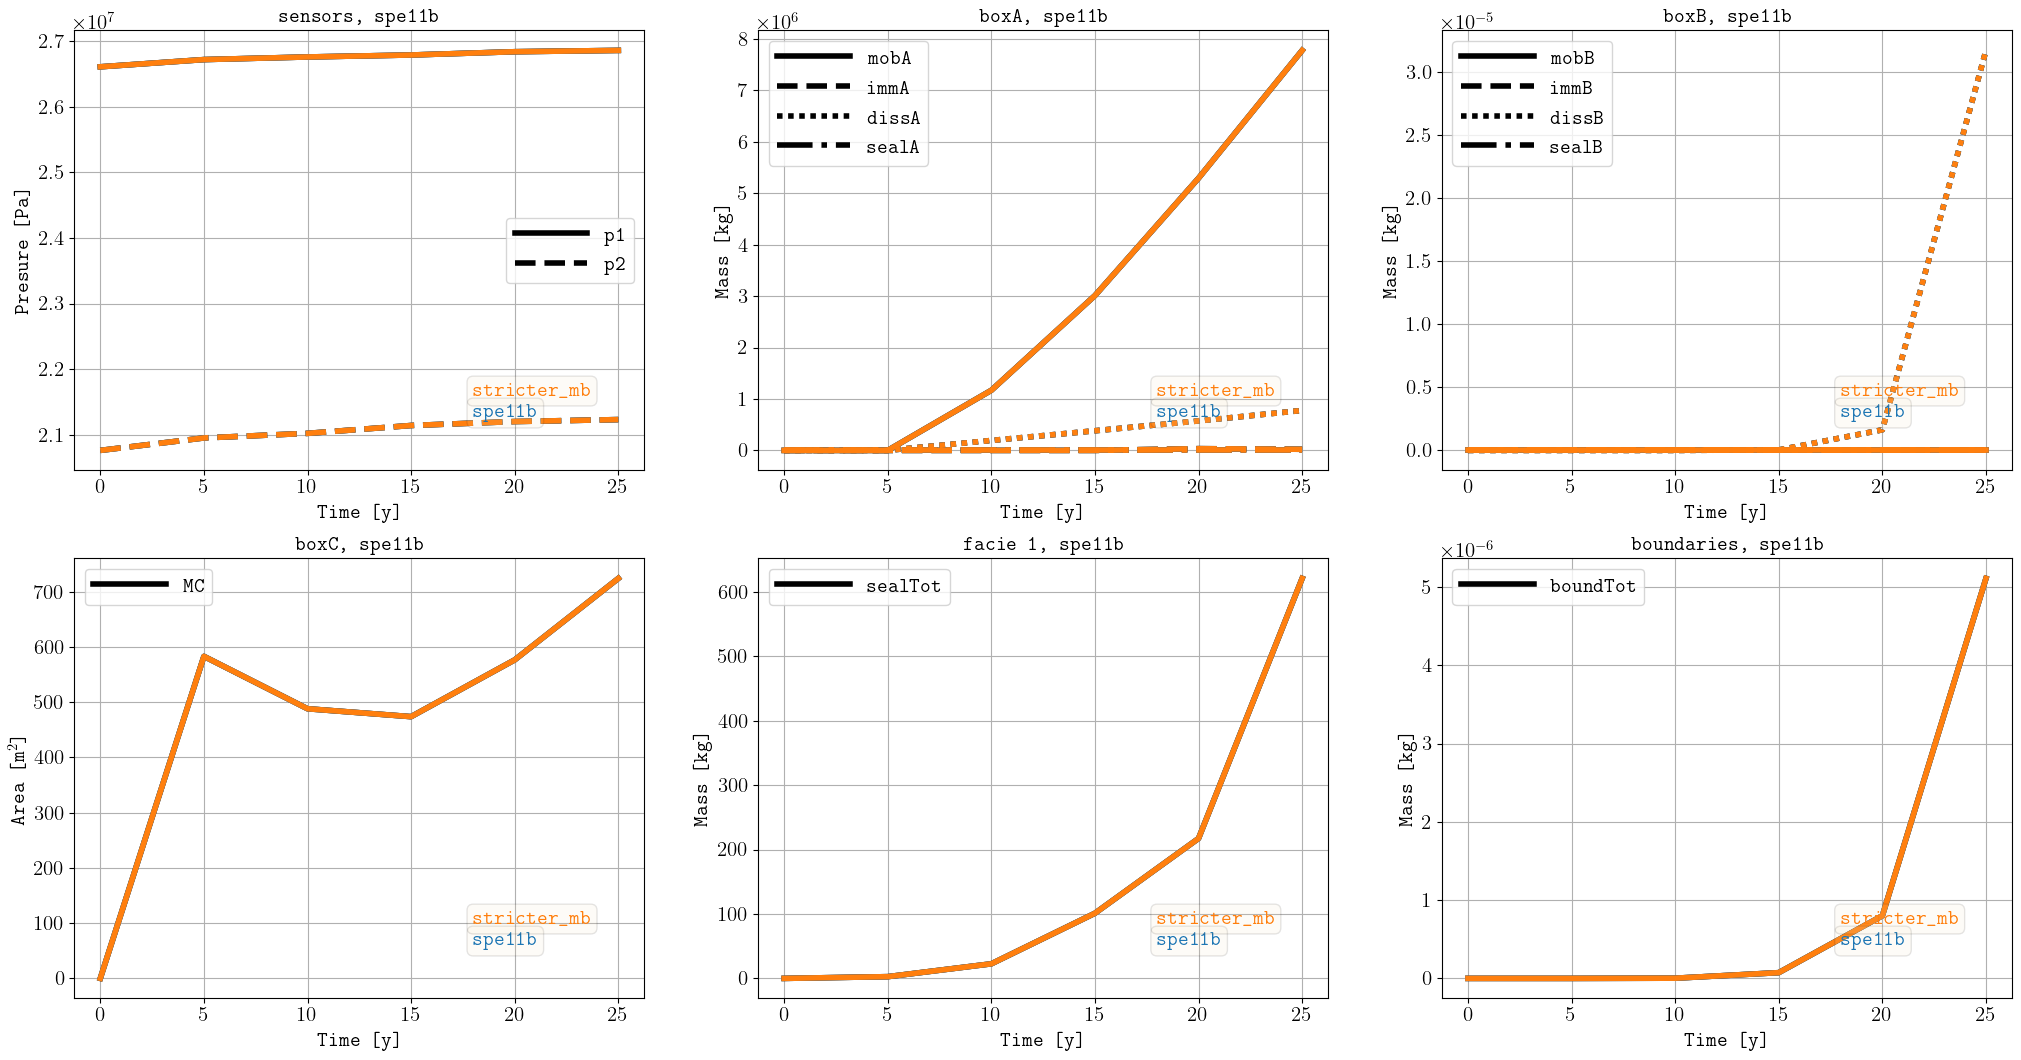 sensors, spe11b
×10⁷
2.7
2.6
2.5
2.4
2.3
2.2
2.1
Presure [Pa]
p1
p2
stricter_mb
spe11b
0 5 10 15 20 25
Time [y]
boxA, spe11b
×10⁶
8
7
6
5
4
3
2
1
0
Mass [kg]
mobA
immA
dissA
sealA
stricter_mb
spe11b
0 5 10 15 20 25
Time [y]
boxB, spe11b
×10⁻⁵
3.0
2.5
2.0
1.5
1.0
0.5
0.0
Mass [kg]
mobB
immB
dissB
sealB
stricter_mb
spe11b
0 5 10 15 20 25
Time [y]
boxC, spe11b
700
600
500
400
300
200
100
0
Area [m²]
MC
stricter_mb
spe11b
0 5 10 15 20 25
Time [y]
facie 1, spe11b
600
500
400
300
200
100
0
Mass [kg]
sealTot
stricter_mb
spe11b
0 5 10 15 20 25
Time [y]
boundaries, spe11b
×10⁻⁶
5
4
3
2
1
0
Mass [kg]
boundTot
stricter_mb
spe11b
0 5 10 15 20 25
Time [y]